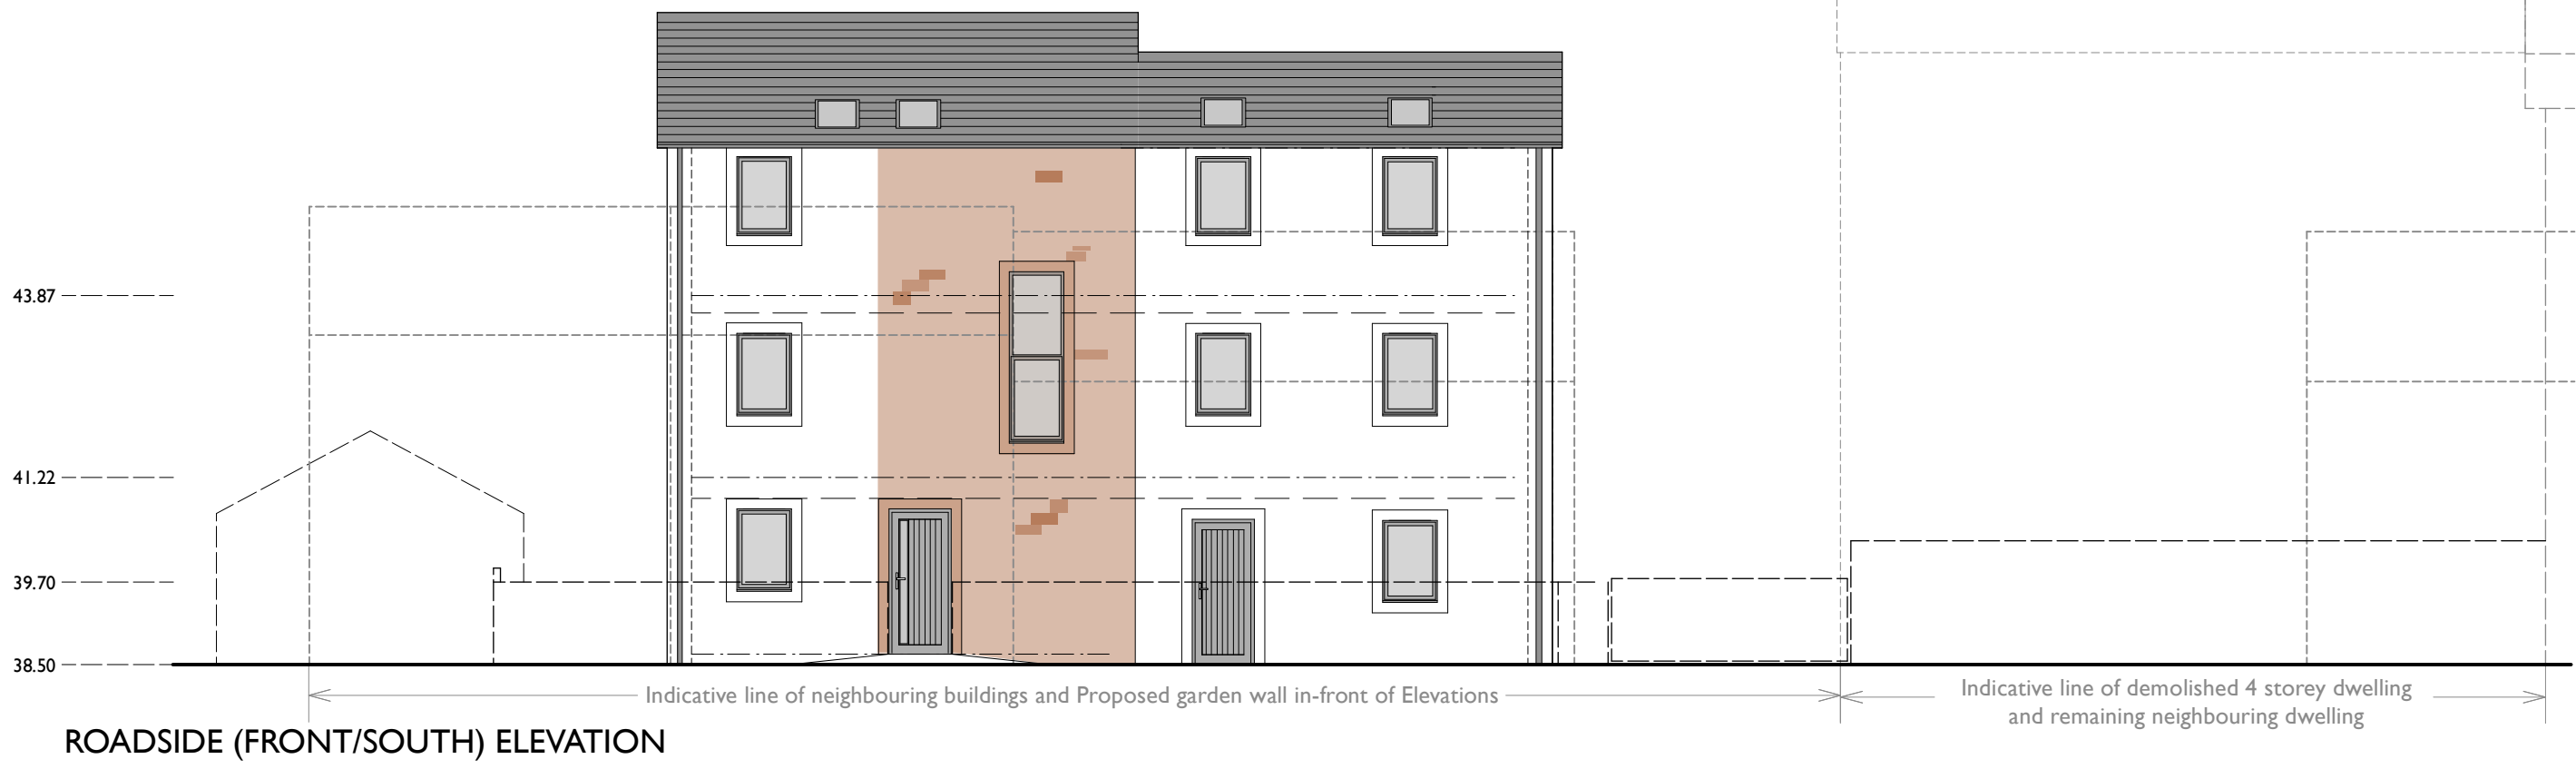 43.87
41.22
39.70
38.50
Indicative line of neighbouring buildings and Proposed garden wall in-front of Elevations
Indicative line of demolished 4 storey dwelling
and remaining neighbouring dwelling
ROADSIDE (FRONT/SOUTH) ELEVATION